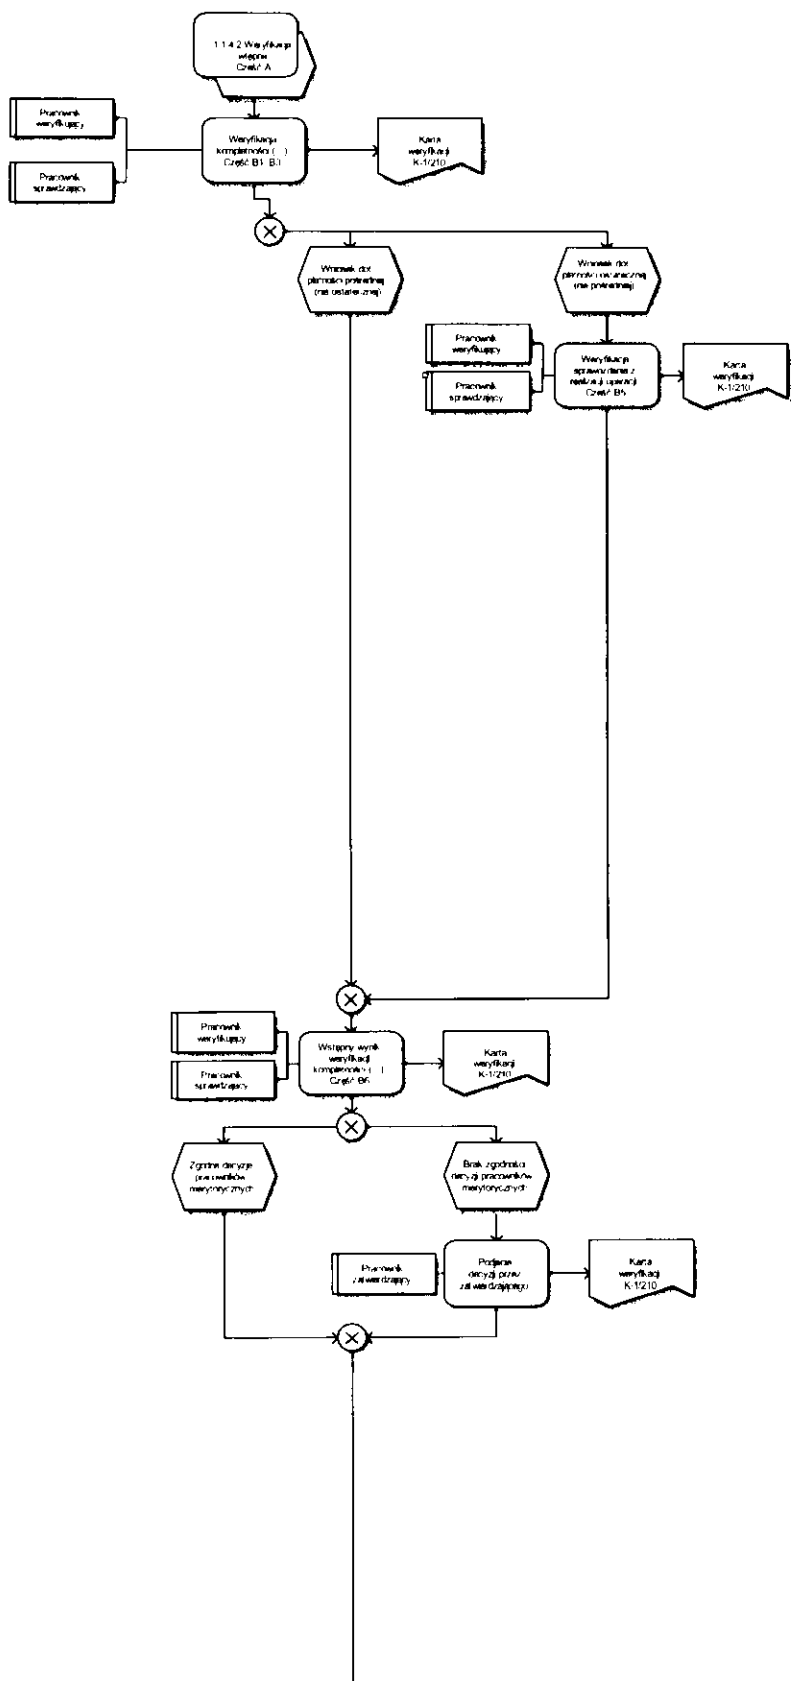 1.1.4.2 Weryfikacja
wstępna
Część A
Pracownik
weryfikujący
Weryfikacja
kompletności (...)
Część B1-B3
Karta
weryfikacji
K-1/210
Pracownik
sprawdzający
Wniosek dot.
płatności pośredniej
(nie ostatecznej)
Wniosek dot.
płatności ostatecznej
(nie pośredniej)
Pracownik
weryfikujący
Pracownik
sprawdzający
Weryfikacja
sprawozdania z
realizacji operacji
Część B5
Karta
weryfikacji
K-1/210
Pracownik
weryfikujący
Pracownik
sprawdzający
Wstępny wynik
weryfikacji
kompletności (...)
Część B6
Karta
weryfikacji
K-1/210
Zgodne decyzje
pracowników
merytorycznych
Brak zgodności
decyzji pracowników
merytorycznych
Pracownik
zatwierdzający
Podjęcie
decyzji przez
zatwierdzającego
Karta
weryfikacji
K-1/210